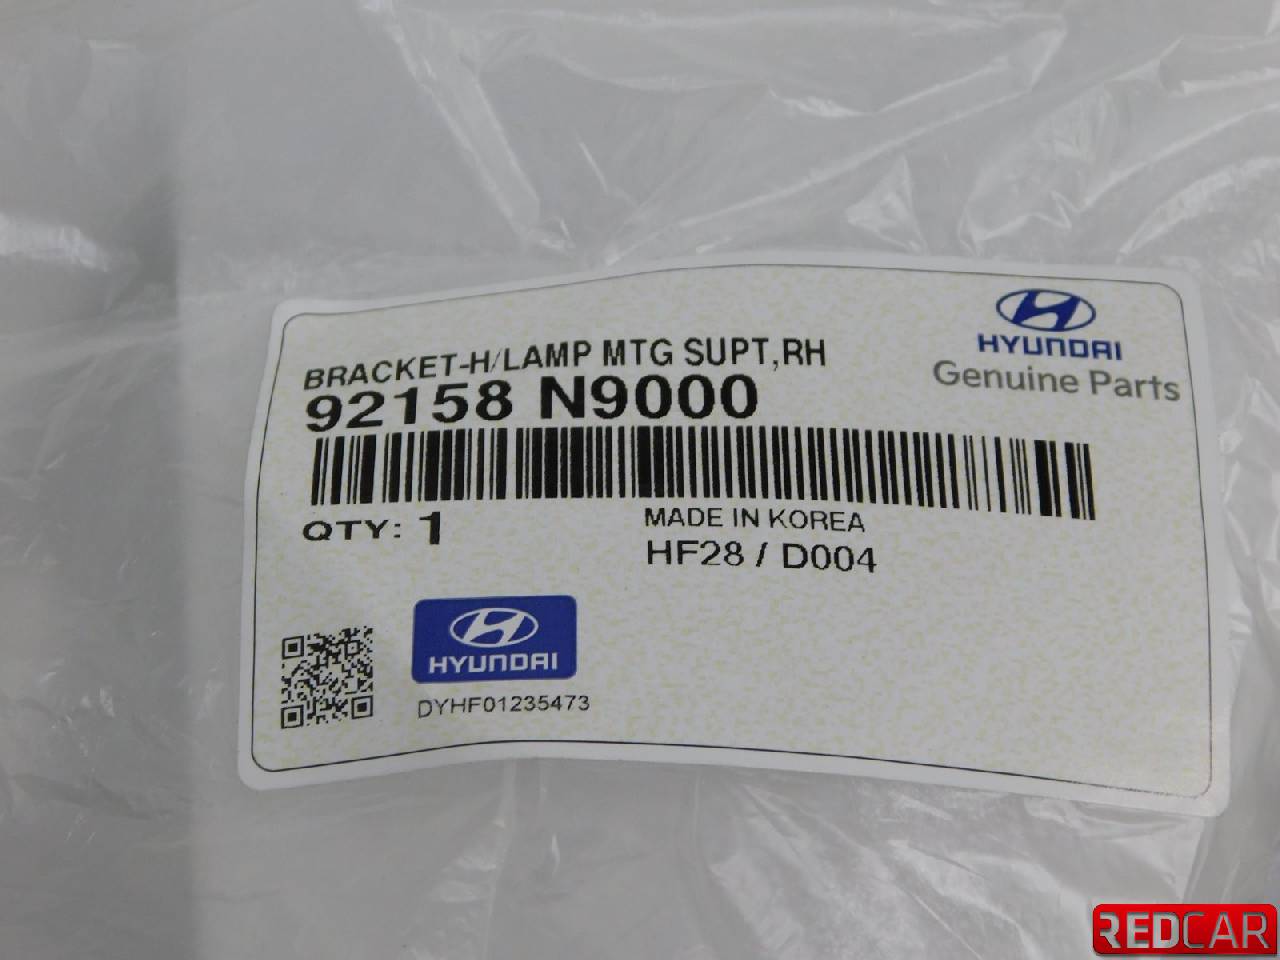 HYUNDAI
Genuine Parts
BRACKET-H/LAMP MTG SUPT,RH
92158 N9000
QTY: 1
MADE IN KOREA
HF28 / D004
HYUNDAI
DYHF01235473
REDCAR